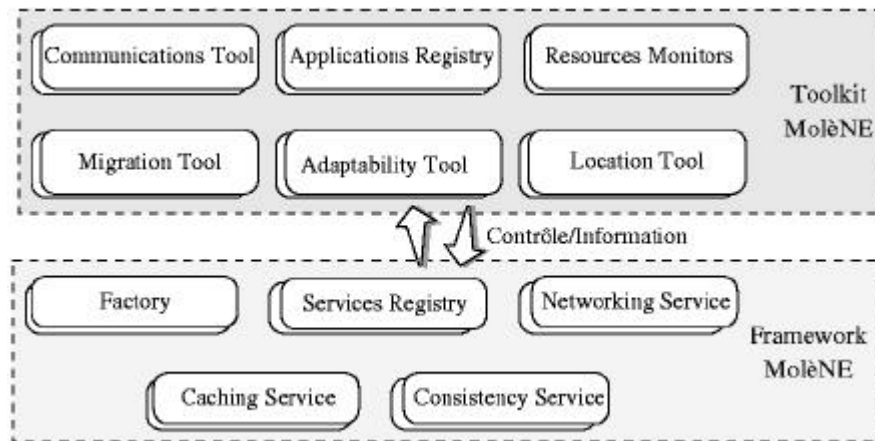 Communications Tool
Applications Registry
Resources Monitors
Toolkit
MolèNE
Migration Tool
Adaptability Tool
Location Tool
Contrôle/Information
Factory
Services Registry
Networking Service
Framework
MolèNE
Caching Service
Consistency Service